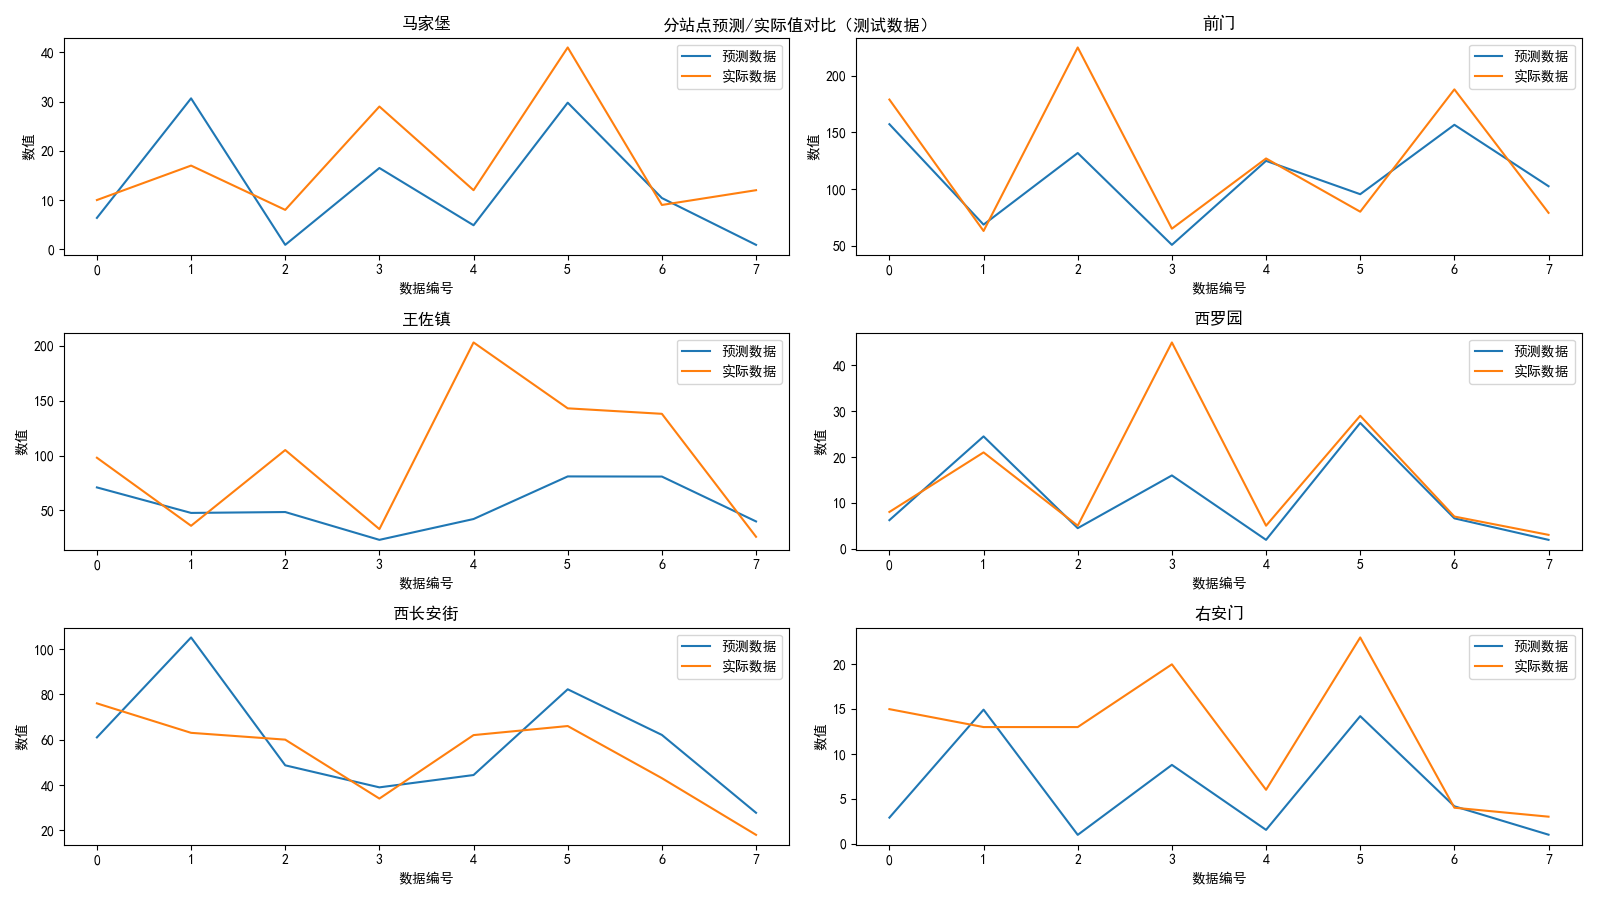 分站点预测/实际值对比（测试数据）
马家堡
预测数据
实际数据
数值
40
30
20
10
0
0 1 2 3 4 5 6 7
数据编号
前门
预测数据
实际数据
数值
200
150
100
50
0 1 2 3 4 5 6 7
数据编号
王佐镇
预测数据
实际数据
数值
200
150
100
50
0 1 2 3 4 5 6 7
数据编号
西罗园
预测数据
实际数据
数值
40
30
20
10
0
0 1 2 3 4 5 6 7
数据编号
西长安街
预测数据
实际数据
数值
100
80
60
40
20
0 1 2 3 4 5 6 7
数据编号
右安门
预测数据
实际数据
数值
20
15
10
5
0
0 1 2 3 4 5 6 7
数据编号